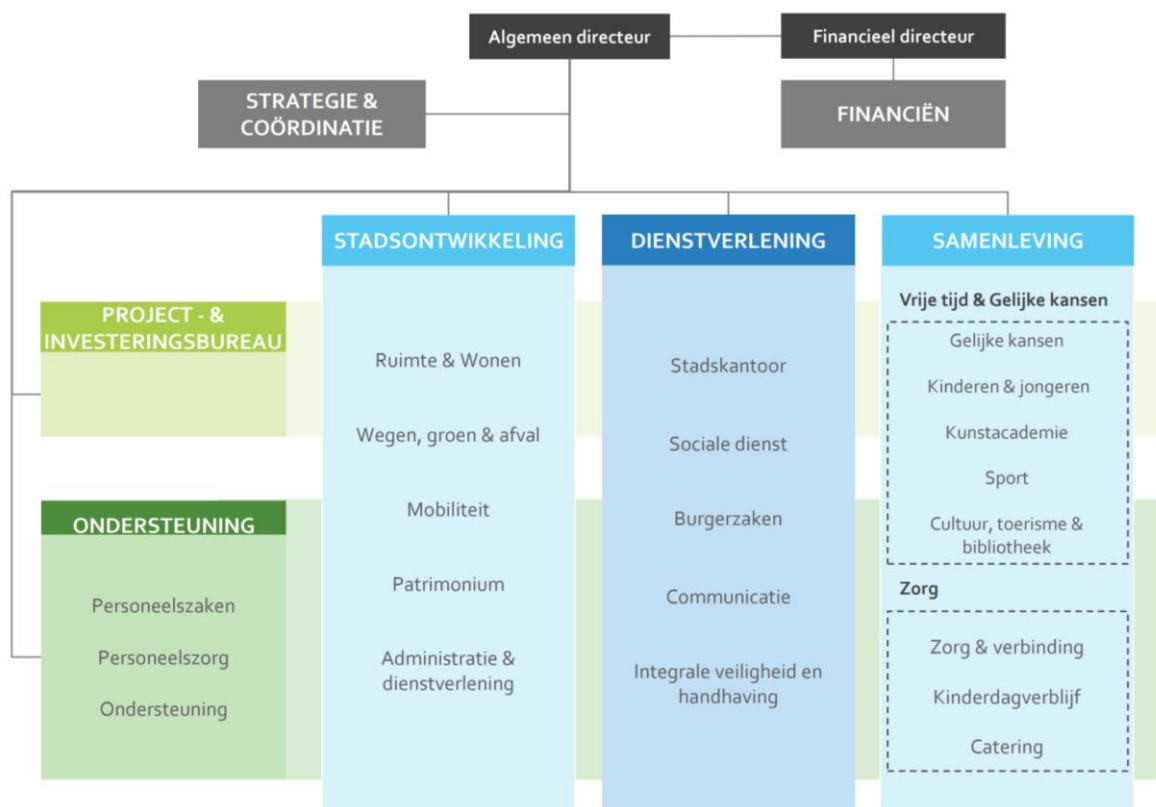 Algemeen directeur
Financieel directeur
STRATEGIE &
COÖRDINATIE
FINANCIËN
STADSONTWIKKELING
DIENSTVERLENING
SAMENLEVING
PROJECT - &
INVESTERINGSBUREAU
ONDERSTEUNING
Personeelszaken
Personeelszorg
Ondersteuning
Ruimte & Wonen
Wegen, groen & afval
Mobiliteit
Patrimonium
Administratie &
dienstverlening
Stadskantoor
Sociale dienst
Burgerzaken
Communicatie
Integrale veiligheid en
handhaving
Vrije tijd & Gelijke kansen
Gelijke kansen
Kinderen & jongeren
Kunstacademie
Sport
Cultuur, toerisme &
bibliotheek
Zorg
Zorg & verbinding
Kinderdagverblijf
Catering